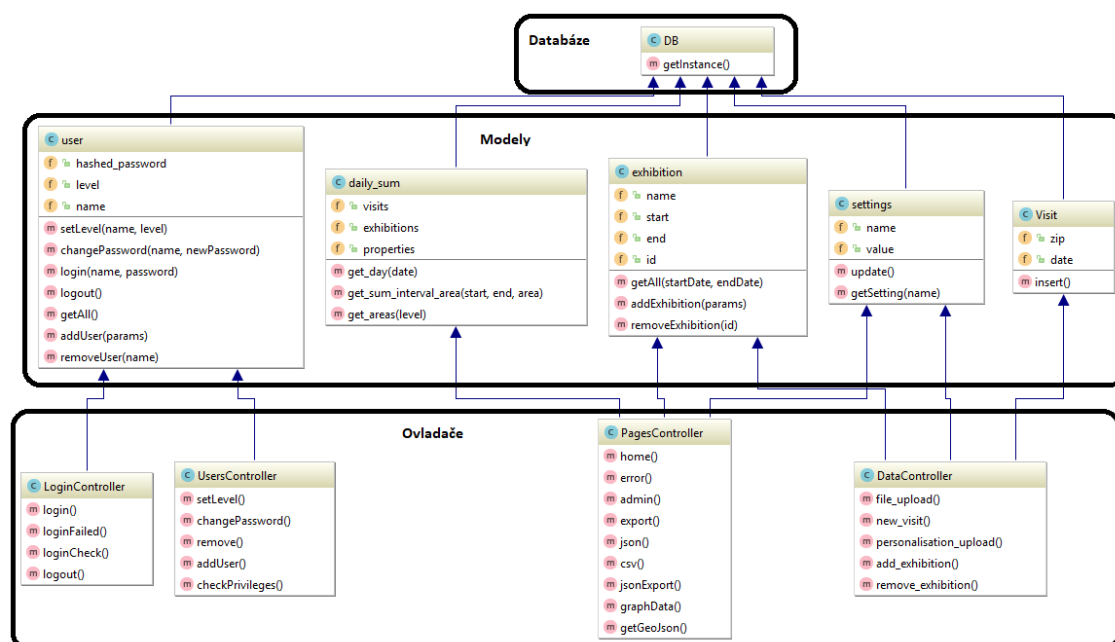 Databáze
DB
getInstance()
Modely
user
hashed_password
level
name
setLevel(name, level)
changePassword(name, newPassword)
login(name, password)
logout()
getAll()
addUser(params)
removeUser(name)
daily_sum
visits
exhibitions
properties
get_day(date)
get_sum_interval_area(start, end, area)
get_areas(level)
exhibition
name
start
end
id
getAll(startDate, endDate)
addExhibition(params)
removeExhibition(id)
settings
name
value
update()
getSetting(name)
Visit
zip
date
insert()
Ovladače
LoginController
login()
loginFailed()
loginCheck()
logout()
UsersController
setLevel()
changePassword()
remove()
addUser()
checkPrivileges()
PagesController
home()
error()
admin()
export()
json()
csv()
jsonExport()
graphData()
getGeoJson()
DataController
file_upload()
new_visit()
personalisation_upload()
add_exhibition()
remove_exhibition()